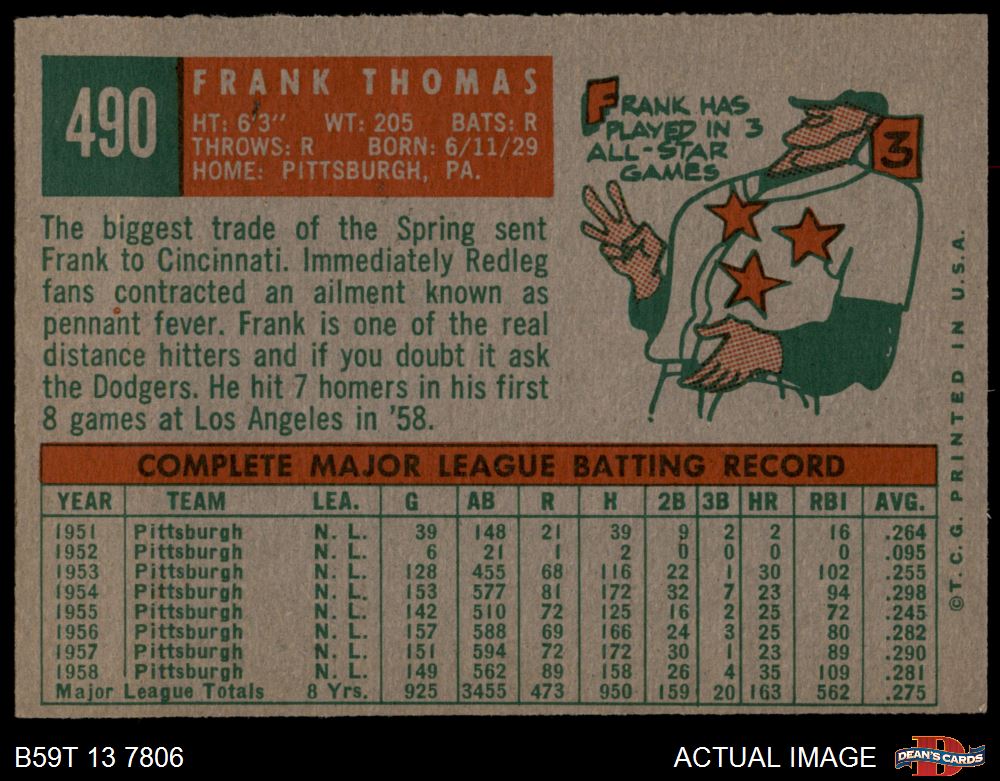 490
FRANK THOMAS
HT: 6'3" WT: 205 BATS: R
THROWS: R BORN: 6/11/29
HOME: PITTSBURGH, PA.
The biggest trade of the Spring sent
Frank to Cincinnati. Immediately Redleg
fans contracted an ailment known as
pennant fever. Frank is one of the real
distance hitters and if you doubt it ask
the Dodgers. He hit 7 homers in his first
8 games at Los Angeles in '58.
FRANK HAS
PLAYED IN 3
ALL-STAR
GAMES
3
COMPLETE MAJOR LEAGUE BATTING RECORD
YEAR TEAM LEA. G AB R H 2B 3B HR RBI AVG.
1951 Pittsburgh N. L. 39 148 21 39 9 2 2 16 .264
1952 Pittsburgh N. L. 6 21 1 2 0 0 0 0 .095
1953 Pittsburgh N. L. 128 455 68 116 22 1 30 102 .255
1954 Pittsburgh N. L. 153 577 81 172 32 7 23 94 .298
1955 Pittsburgh N. L. 142 510 72 125 16 2 25 72 .245
1956 Pittsburgh N. L. 157 588 69 166 24 3 25 80 .282
1957 Pittsburgh N. L. 151 594 72 172 30 1 23 89 .290
1958 Pittsburgh N. L. 149 562 89 158 26 4 35 109 .281
Major League Totals 8 Yrs. 925 3455 473 950 159 20 163 562 .275
©T. C. G. PRINTED IN U.S.A.
B59T 13 7806
ACTUAL IMAGE
D
DEAN'S CARDS